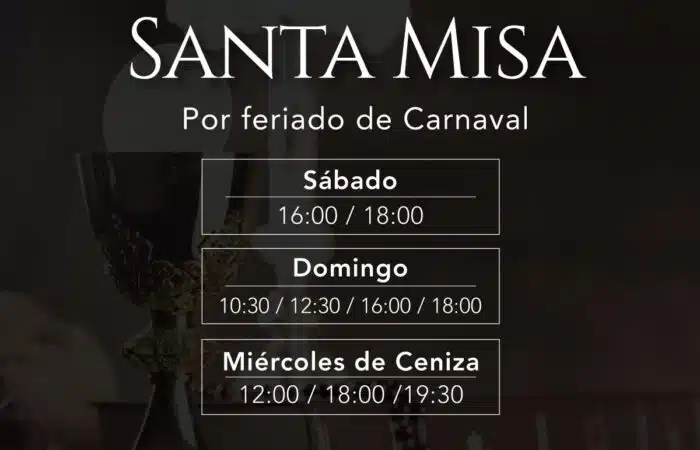 SANTA MISA
Por feriado de Carnaval
Sábado
16:00 / 18:00
Domingo
10:30 / 12:30 / 16:00 / 18:00
Miércoles de Ceniza
12:00 / 18:00 /19:30